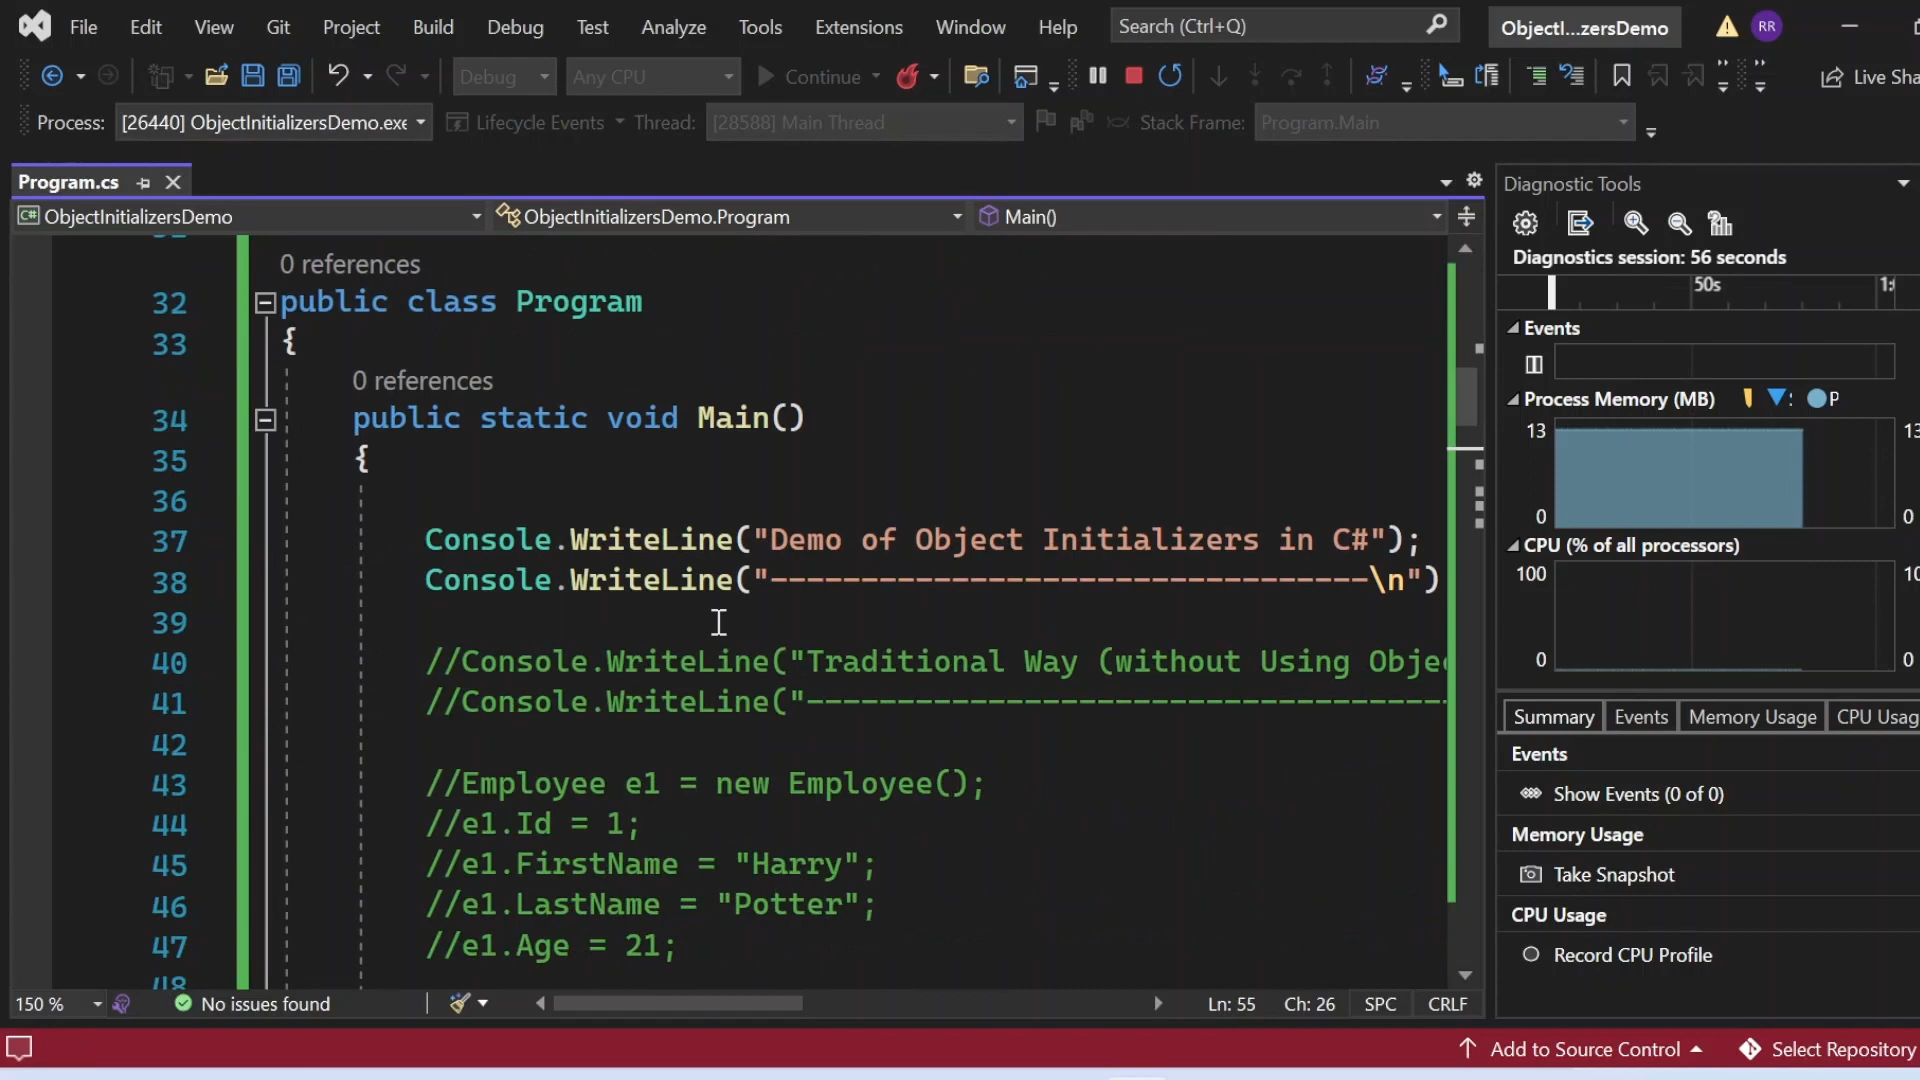 File Edit View Git Project Build Debug Test Analyze Tools Extensions Window Help Search (Ctrl+Q) ObjectI...zersDemo RR
Debug Any CPU Continue Live Sha
Process: [26440] ObjectInitializersDemo.exe Lifecycle Events Thread: [28588] Main Thread Stack Frame: Program.Main
Program.cs
C# ObjectInitializersDemo ObjectInitializersDemo.Program Main()
0 references
32 public class Program
33 {
0 references
34 public static void Main()
35 {
36
37 Console.WriteLine("Demo of Object Initializers in C#");
38 Console.WriteLine("---------------------------------\n")
39
40 //Console.WriteLine("Traditional Way (without Using Objec
41 //Console.WriteLine("-----------------------------------
42
43 //Employee e1 = new Employee();
44 //e1.Id = 1;
45 //e1.FirstName = "Harry";
46 //e1.LastName = "Potter";
47 //e1.Age = 21;
48
150 % No issues found Ln: 55 Ch: 26 SPC CRLF
Diagnostic Tools
Diagnostics session: 56 seconds
50s
Events
Process Memory (MB) P
13 13
0 0
CPU (% of all processors)
100 10
0 0
Summary Events Memory Usage CPU Usag
Events
Show Events (0 of 0)
Memory Usage
Take Snapshot
CPU Usage
Record CPU Profile
Add to Source Control Select Repository